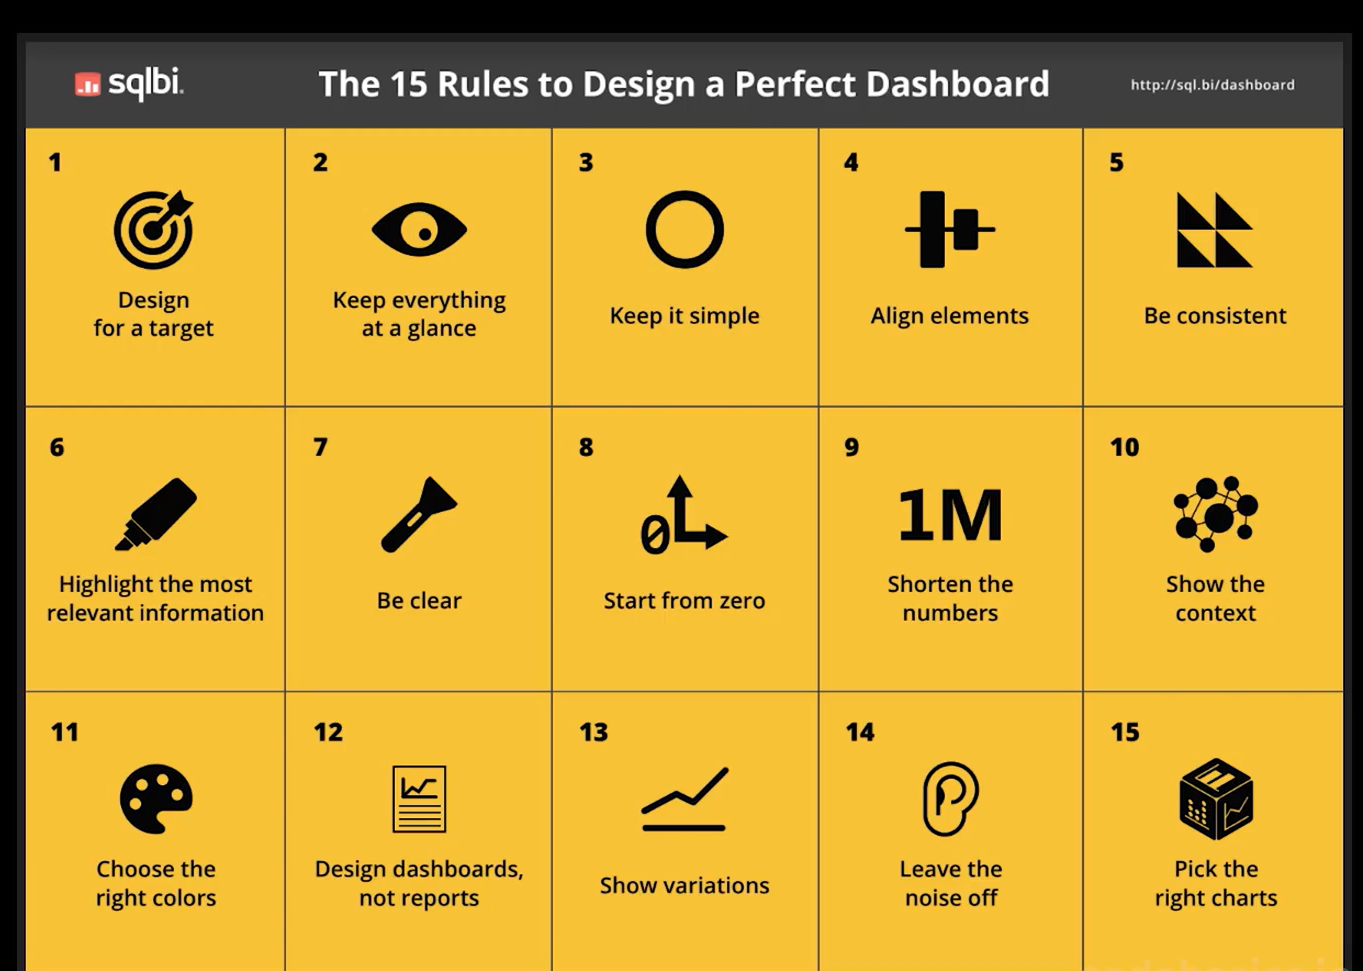 sqlbi.
The 15 Rules to Design a Perfect Dashboard
http://sql.bi/dashboard
1
Design
for a target
2
Keep everything
at a glance
3
Keep it simple
4
Align elements
5
Be consistent
6
Highlight the most
relevant information
7
Be clear
8
0
Start from zero
9
1M
Shorten the
numbers
10
Show the
context
11
Choose the
right colors
12
Design dashboards,
not reports
13
Show variations
14
Leave the
noise off
15
Pick the
right charts